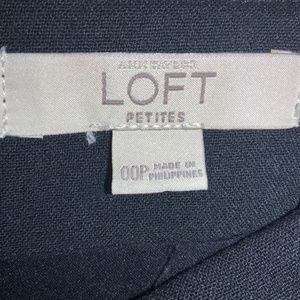 ANN TAYLOR
LOFT
PETITES
00P MADE IN
PHILIPPINES